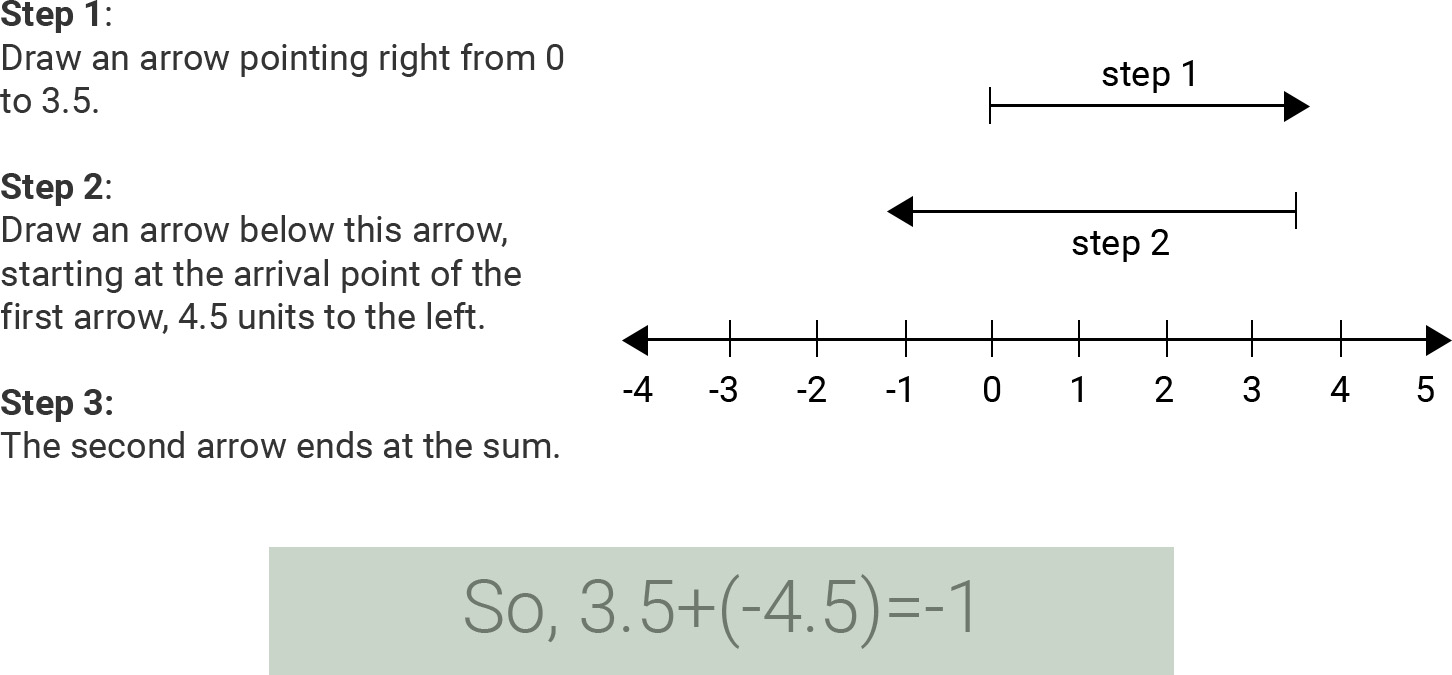 Step 1:
Draw an arrow pointing right from 0
to 3.5.
Step 2:
Draw an arrow below this arrow,
starting at the arrival point of the
first arrow, 4.5 units to the left.
Step 3:
The second arrow ends at the sum.
step 1
step 2
-4 -3 -2 -1 0 1 2 3 4 5
So, 3.5+(-4.5)=-1